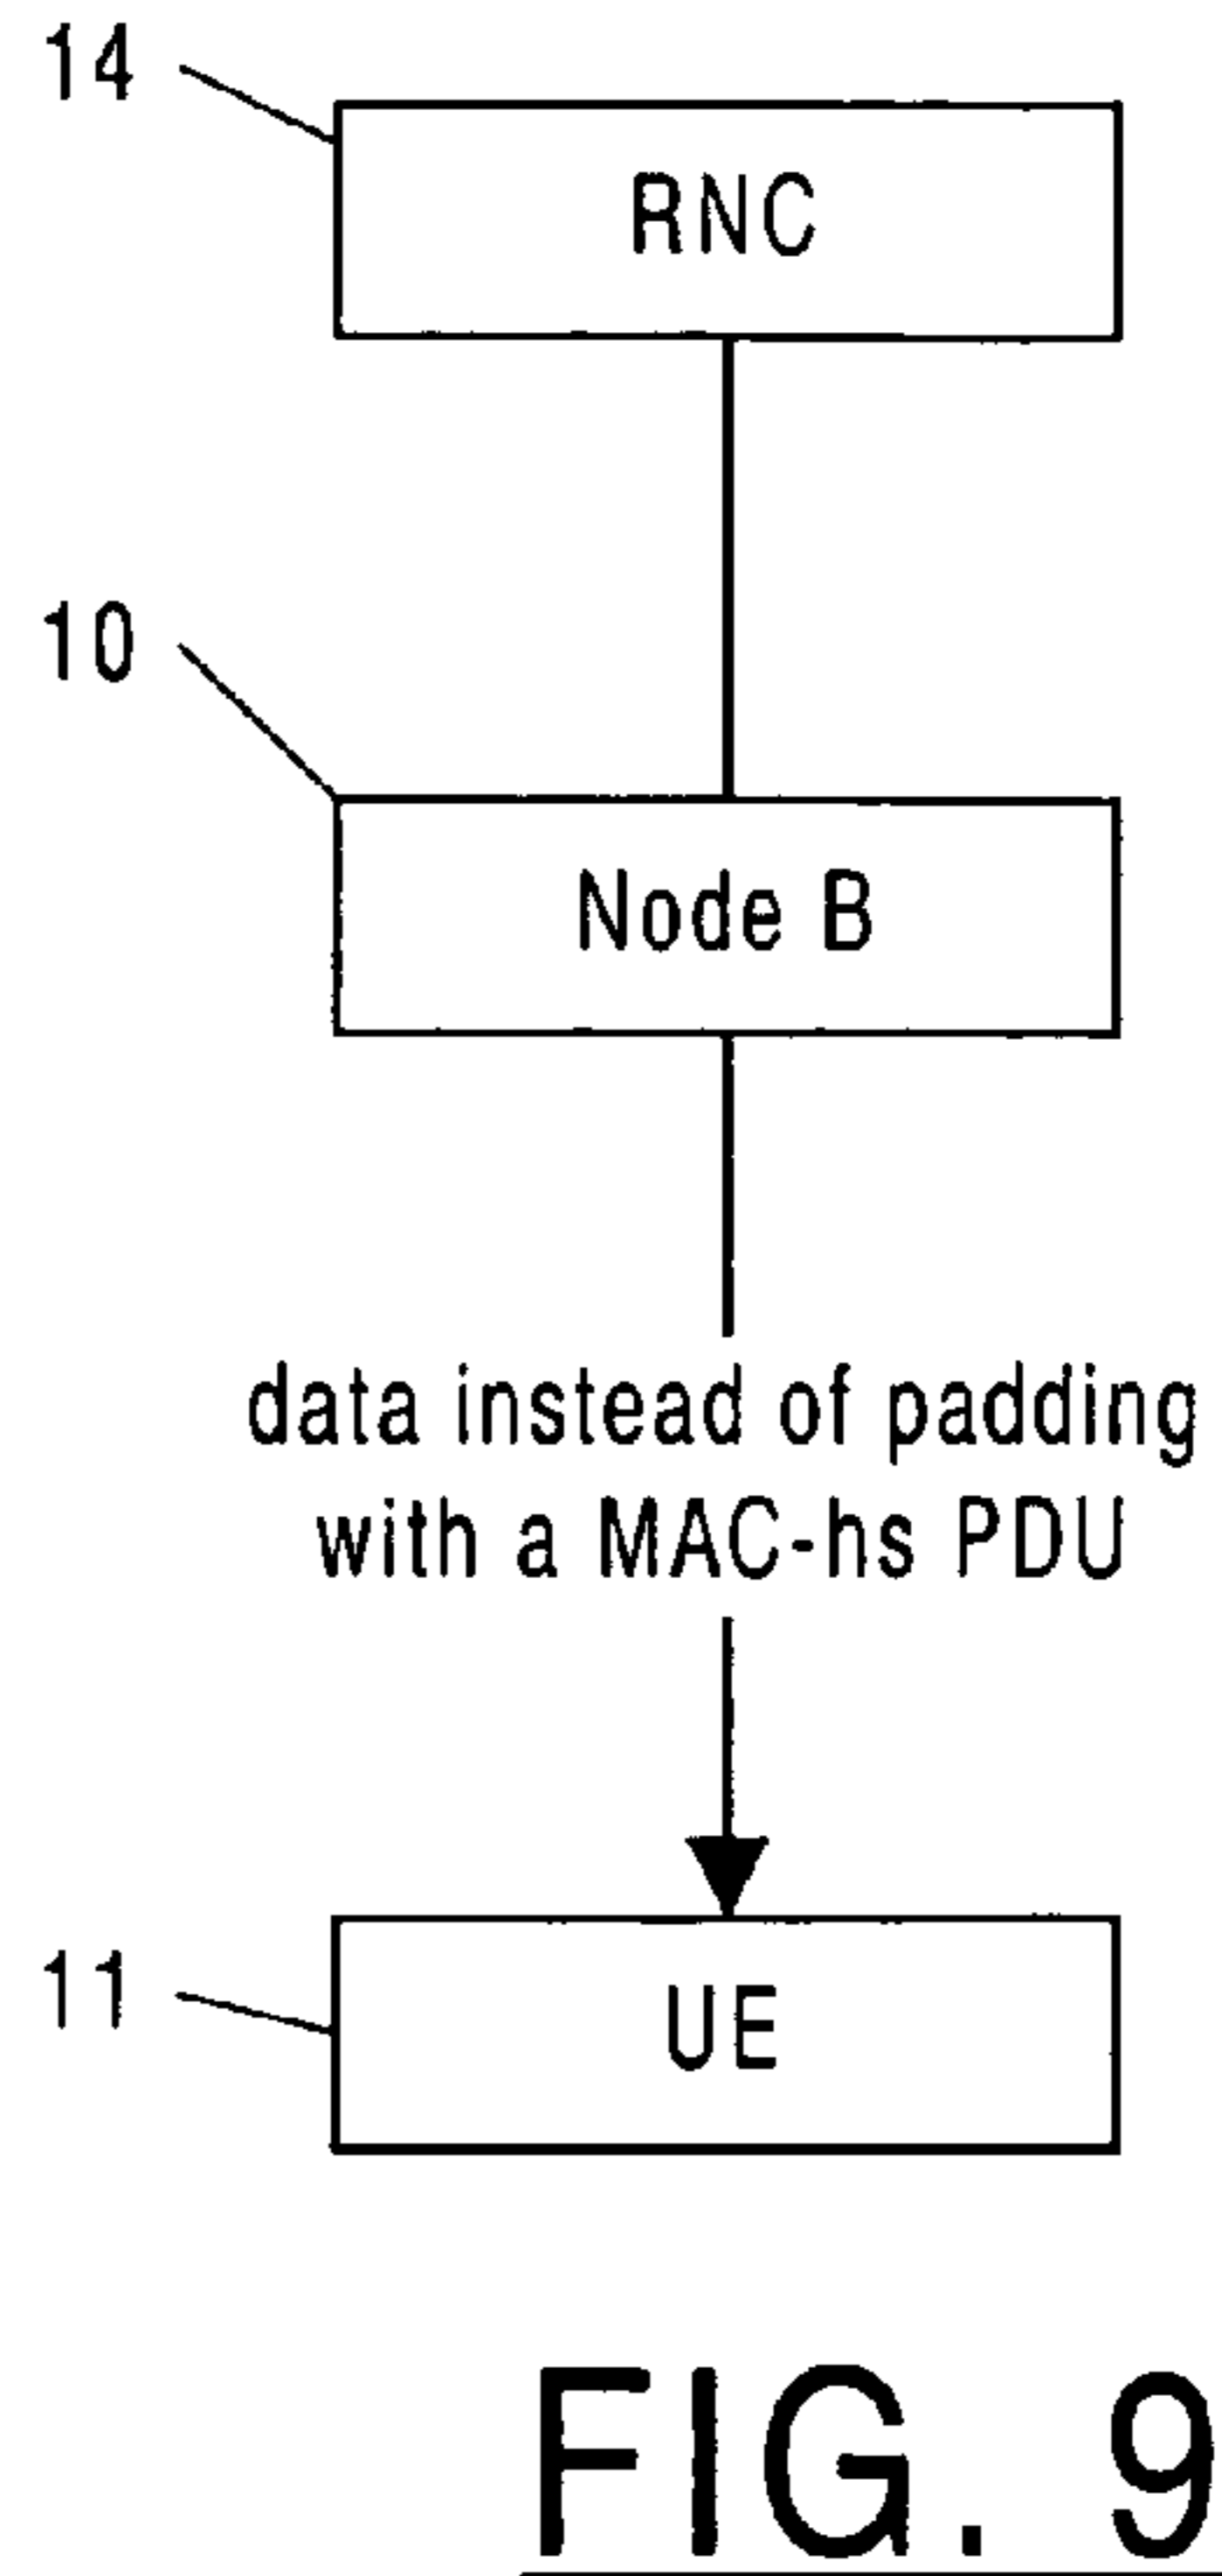 14
RNC
10
Node B
data instead of padding
with a MAC-hs PDU
11
UE
FIG. 9